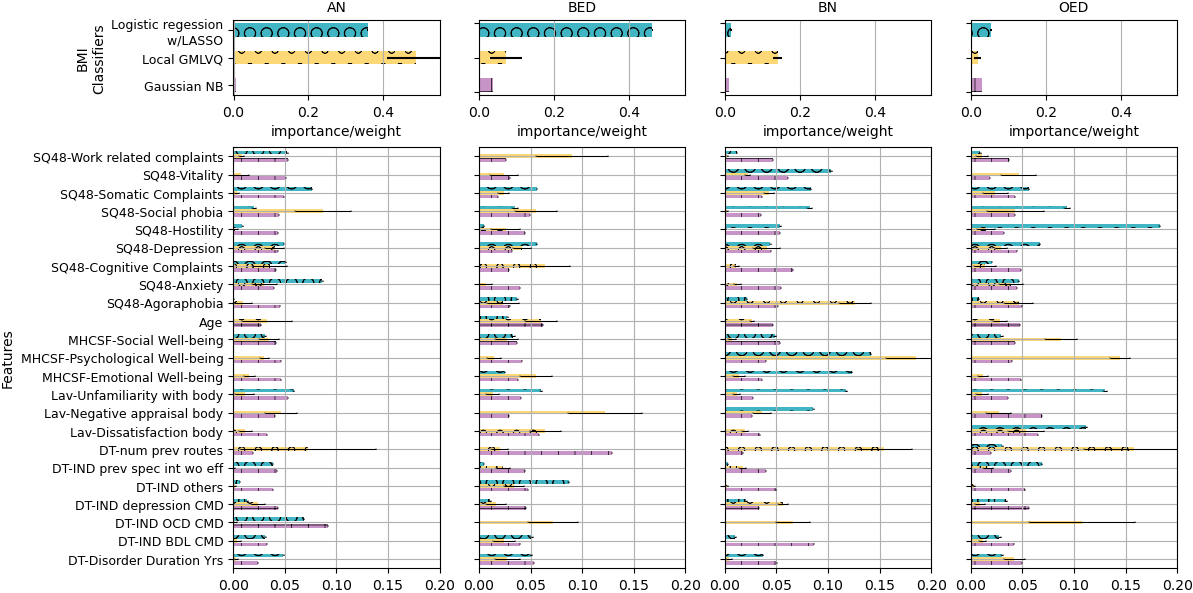 AN BED BN OED
BMI
Classifiers
Logistic regession
w/LASSO
Local GMLVQ
Gaussian NB
0.0 0.2 0.4 0.0 0.2 0.4 0.0 0.2 0.4 0.0 0.2 0.4
importance/weight importance/weight importance/weight importance/weight
Features
SQ48-Work related complaints
SQ48-Vitality
SQ48-Somatic Complaints
SQ48-Social phobia
SQ48-Hostility
SQ48-Depression
SQ48-Cognitive Complaints
SQ48-Anxiety
SQ48-Agoraphobia
Age
MHCSF-Social Well-being
MHCSF-Psychological Well-being
MHCSF-Emotional Well-being
Lav-Unfamiliarity with body
Lav-Negative appraisal body
Lav-Dissatisfaction body
DT-num prev routes
DT-IND prev spec int wo eff
DT-IND others
DT-IND depression CMD
DT-IND OCD CMD
DT-IND BDL CMD
DT-Disorder Duration Yrs
0.00 0.05 0.10 0.15 0.20 0.00 0.05 0.10 0.15 0.20 0.00 0.05 0.10 0.15 0.20 0.00 0.05 0.10 0.15 0.20